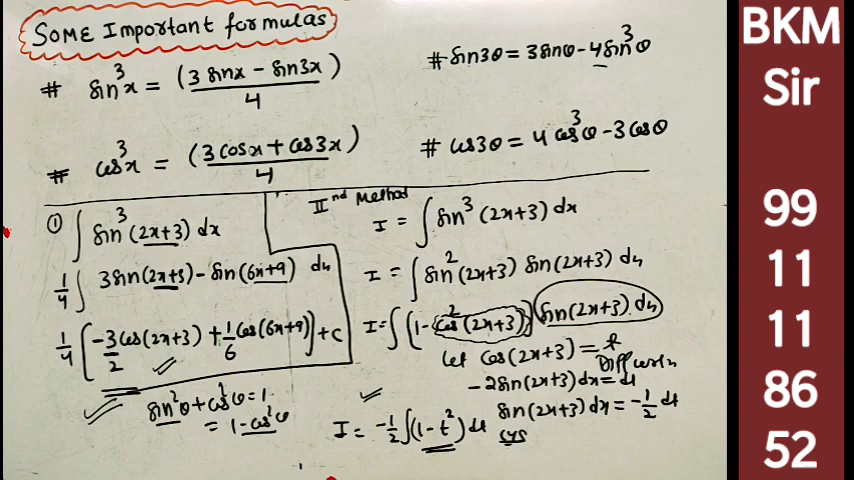 SOME Important formulas
# sin³x = (3 sinx − sin3x) / 4
# sin3θ = 3sinθ − 4sin³θ
# cos³x = (3cosx + cos3x) / 4
# cos3θ = 4cos³θ − 3cosθ
① ∫ sin³(2x+3) dx
1/4 ∫ 3sin(2x+3) − sin(6x+9) dx
1/4 [−3/2 cos(2x+3) + 1/6 cos(6x+9)] + c
sin²θ + cos²θ = 1
= 1 − cos²θ
IInd Method
I = ∫ sin³(2x+3) dx
I = ∫ sin²(2x+3) sin(2x+3) dx
I = ∫ (1 − cos²(2x+3)) sin(2x+3) dx
let cos(2x+3) = t
−2sin(2x+3) dx = dt
sin(2x+3) dx = −1/2 dt
I = −1/2 ∫ (1 − t²) dt
BKM
Sir
99
11
11
86
52